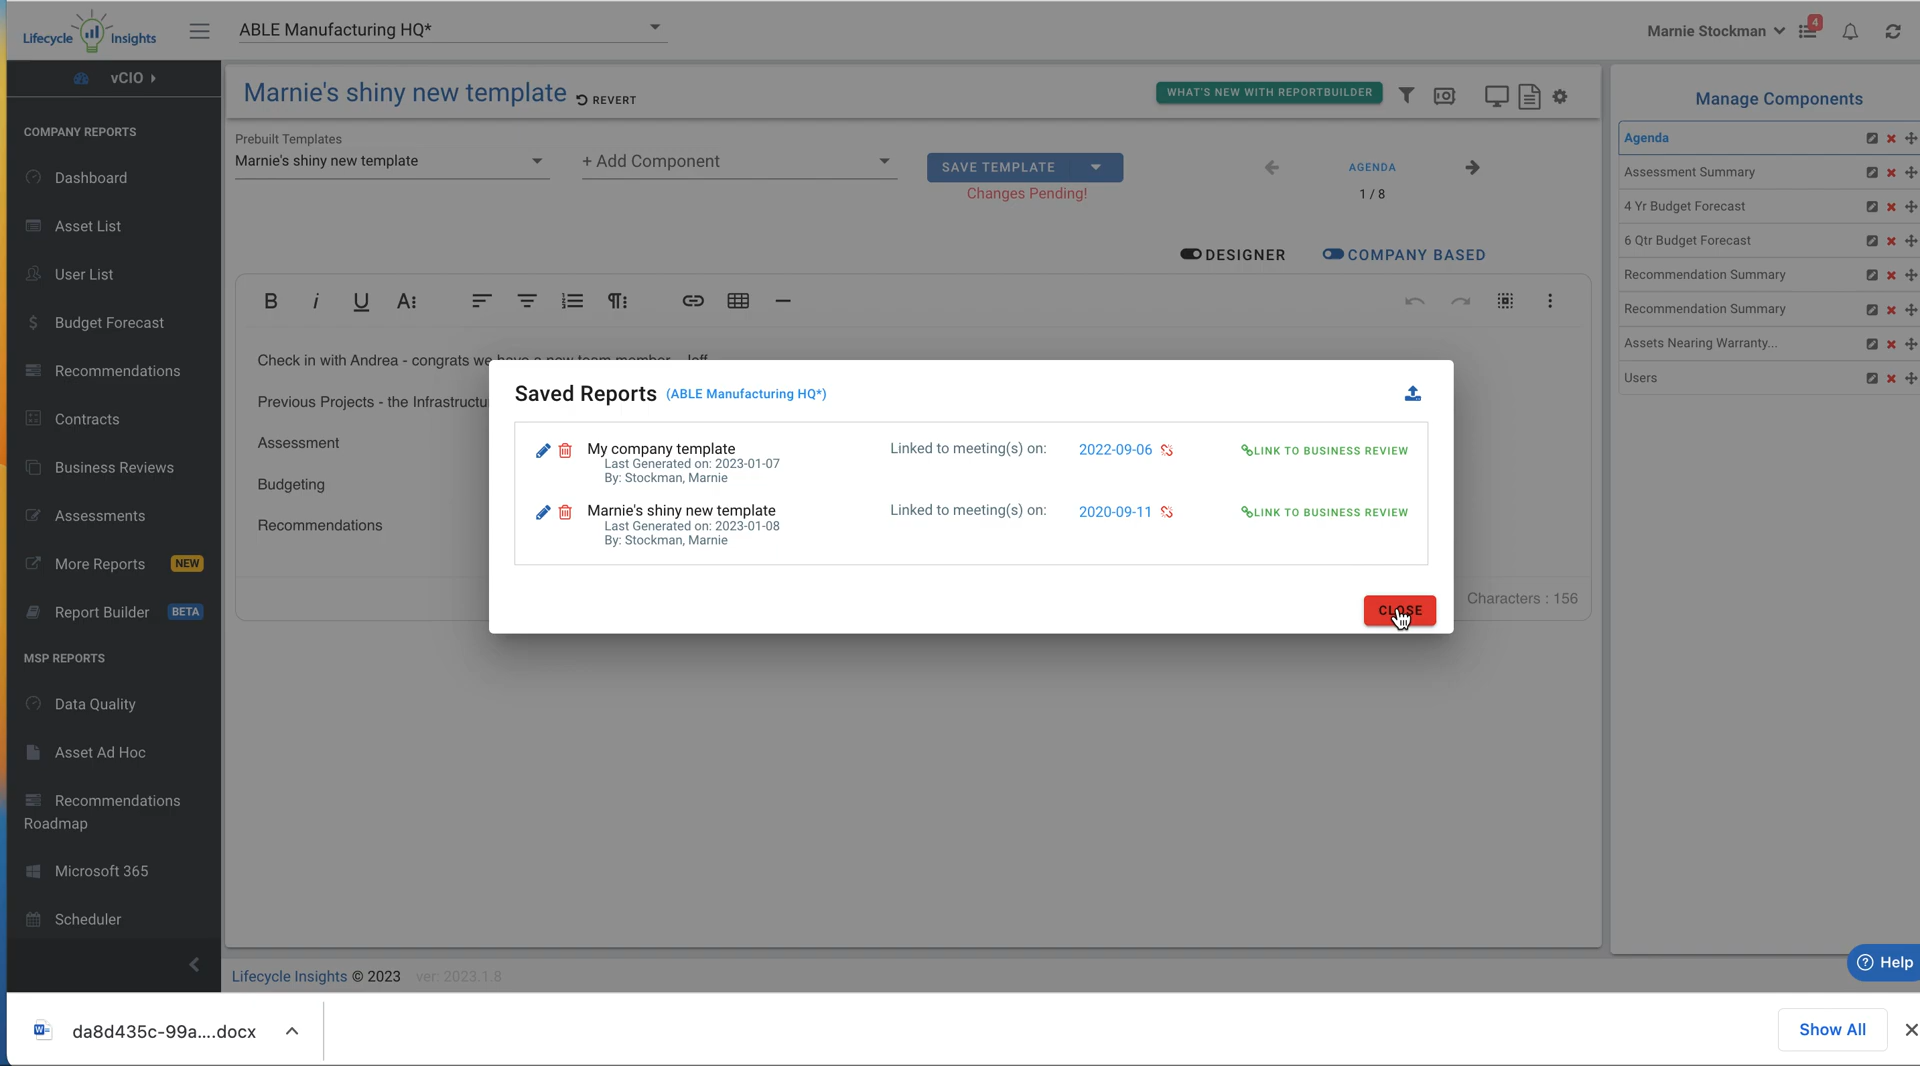 Lifecycle Insights
ABLE Manufacturing HQ*
Marnie Stockman
4
vCIO
COMPANY REPORTS
Dashboard
Asset List
User List
Budget Forecast
Recommendations
Contracts
Business Reviews
Assessments
More Reports NEW
Report Builder BETA
MSP REPORTS
Data Quality
Asset Ad Hoc
Recommendations
Roadmap
Microsoft 365
Scheduler
Marnie's shiny new template REVERT
WHAT'S NEW WITH REPORTBUILDER
Prebuilt Templates
Marnie's shiny new template
+ Add Component
SAVE TEMPLATE
Changes Pending!
AGENDA
1 / 8
DESIGNER COMPANY BASED
Check in with Andrea - congrats we have a new team member - Jeff
Previous Projects - the Infrastructu
Assessment
Budgeting
Recommendations
Characters : 156
Saved Reports (ABLE Manufacturing HQ*)
My company template
Last Generated on: 2023-01-07
By: Stockman, Marnie
Linked to meeting(s) on: 2022-09-06
LINK TO BUSINESS REVIEW
Marnie's shiny new template
Last Generated on: 2023-01-08
By: Stockman, Marnie
Linked to meeting(s) on: 2020-09-11
LINK TO BUSINESS REVIEW
CLOSE
Manage Components
Agenda
Assessment Summary
4 Yr Budget Forecast
6 Qtr Budget Forecast
Recommendation Summary
Recommendation Summary
Assets Nearing Warranty...
Users
Lifecycle Insights © 2023 ver: 2023.1.8
Help
da8d435c-99a....docx
Show All